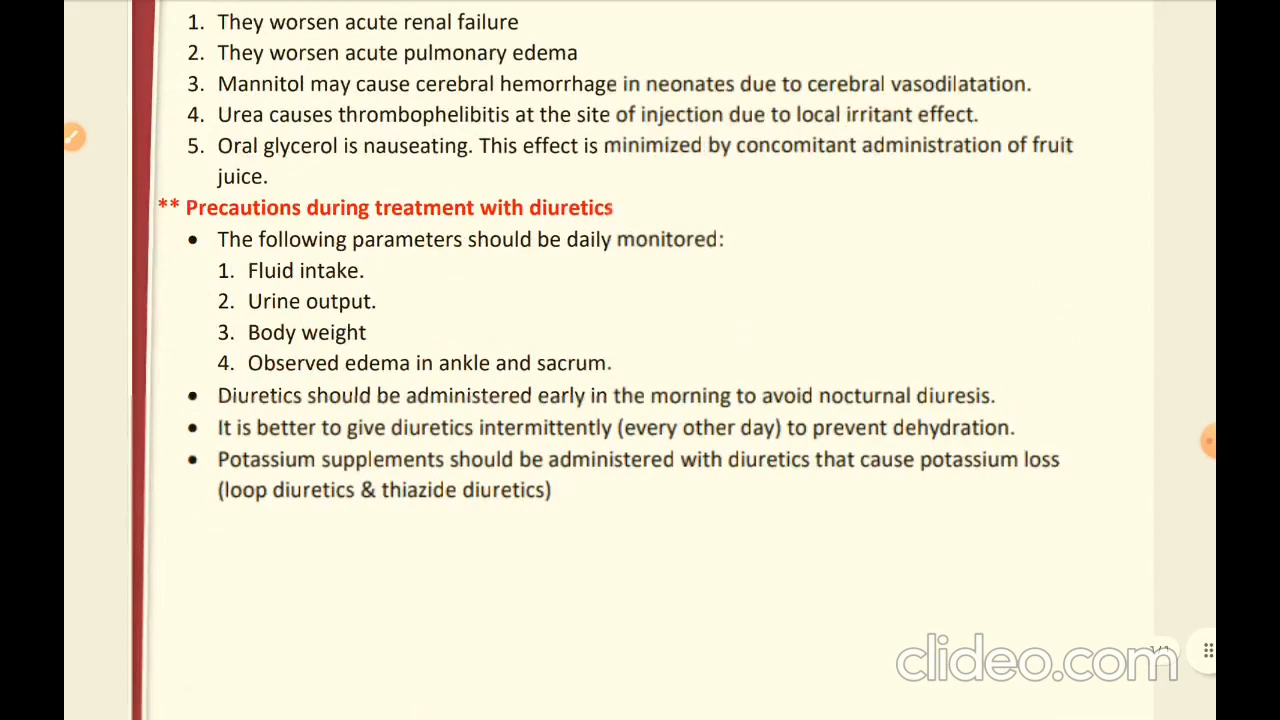 1. They worsen acute renal failure
2. They worsen acute pulmonary edema
3. Mannitol may cause cerebral hemorrhage in neonates due to cerebral vasodilatation.
4. Urea causes thrombophelibitis at the site of injection due to local irritant effect.
5. Oral glycerol is nauseating. This effect is minimized by concomitant administration of fruit
juice.
** Precautions during treatment with diuretics
• The following parameters should be daily monitored:
1. Fluid intake.
2. Urine output.
3. Body weight
4. Observed edema in ankle and sacrum.
• Diuretics should be administered early in the morning to avoid nocturnal diuresis.
• It is better to give diuretics intermittently (every other day) to prevent dehydration.
• Potassium supplements should be administered with diuretics that cause potassium loss
(loop diuretics & thiazide diuretics)
clideo.com